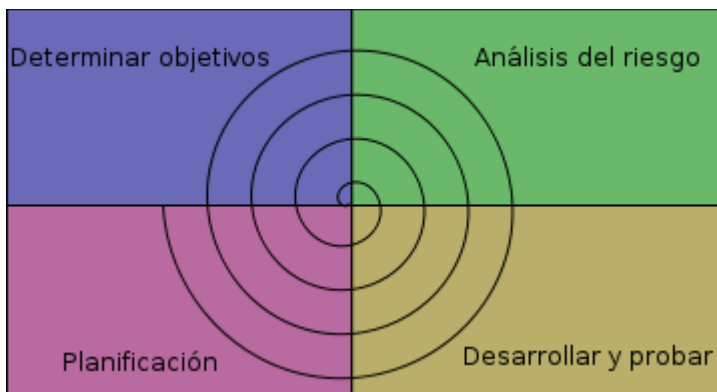 Determinar objetivos
Análisis del riesgo
Planificación
Desarrollar y probar